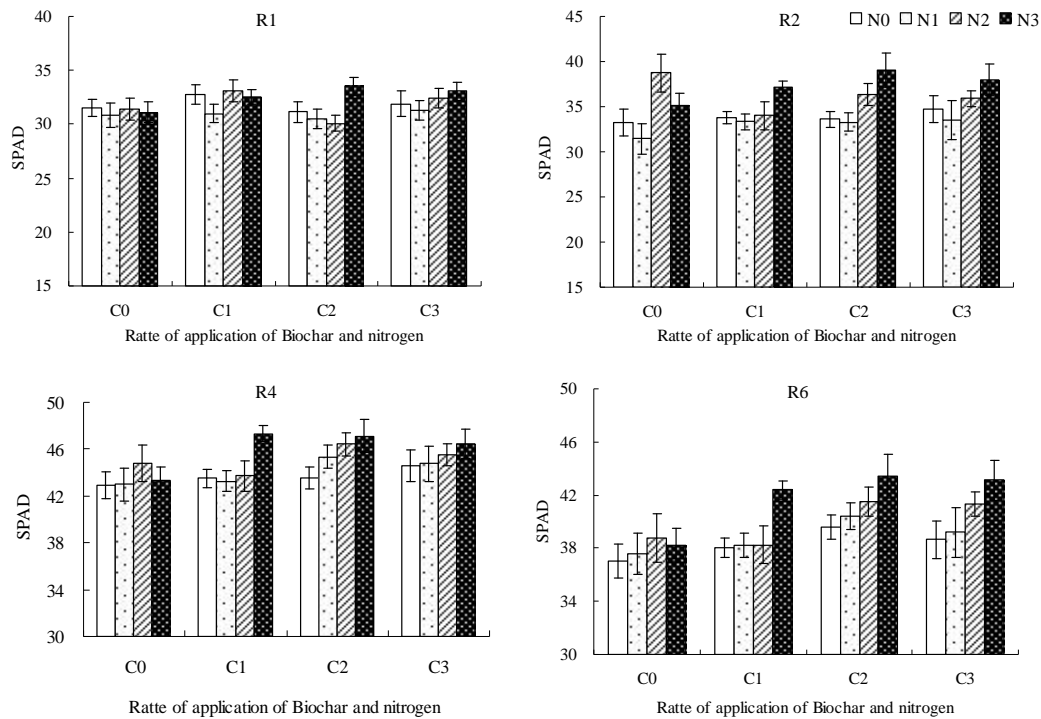 R1
40
35
30
25
20
15
SPAD
C0 C1 C2 C3
Ratte of application of Biochar and nitrogen
R2
N0 N1 N2 N3
45
40
35
30
25
20
15
SPAD
C0 C1 C2 C3
Ratte of application of Biochar and nitrogen
R4
50
46
42
38
34
30
SPAD
C0 C1 C2 C3
Ratte of application of Biochar and nitrogen
R6
50
46
42
38
34
30
SPAD
C0 C1 C2 C3
Ratte of application of Biochar and nitrogen